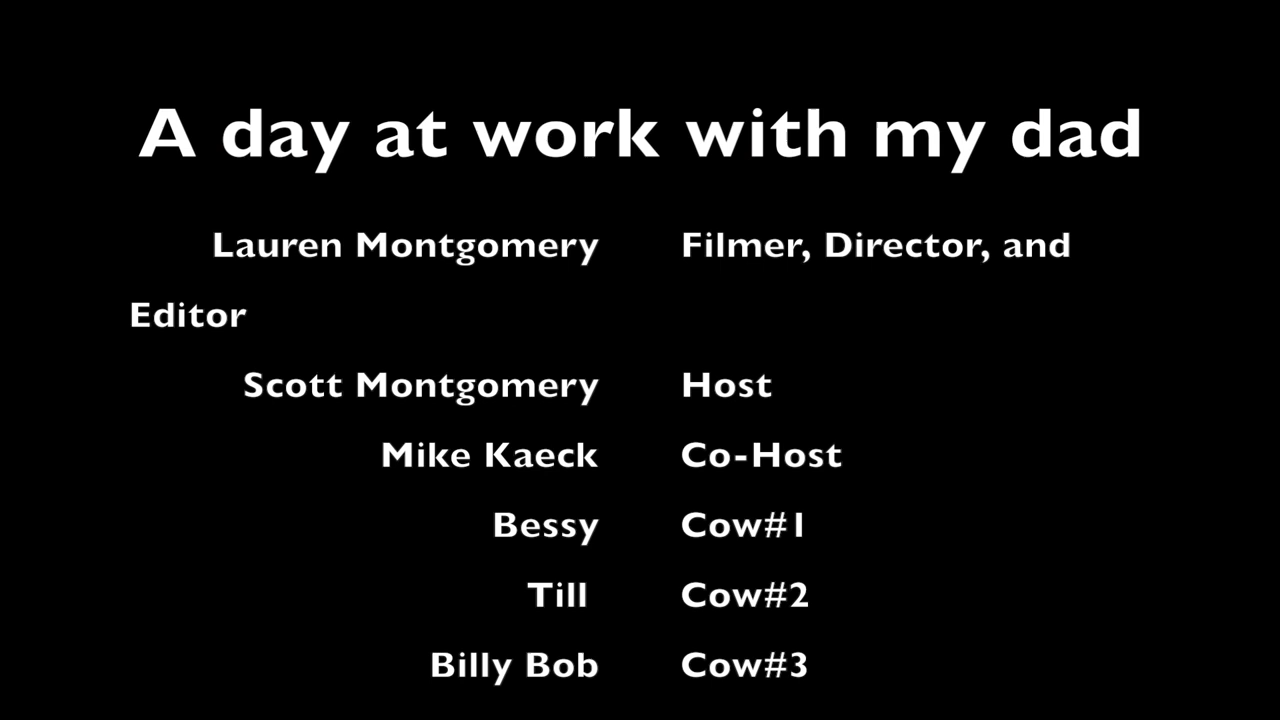 A day at work with my dad
Lauren Montgomery Filmer, Director, and
Editor
Scott Montgomery Host
Mike Kaeck Co-Host
Bessy Cow#1
Till Cow#2
Billy Bob Cow#3